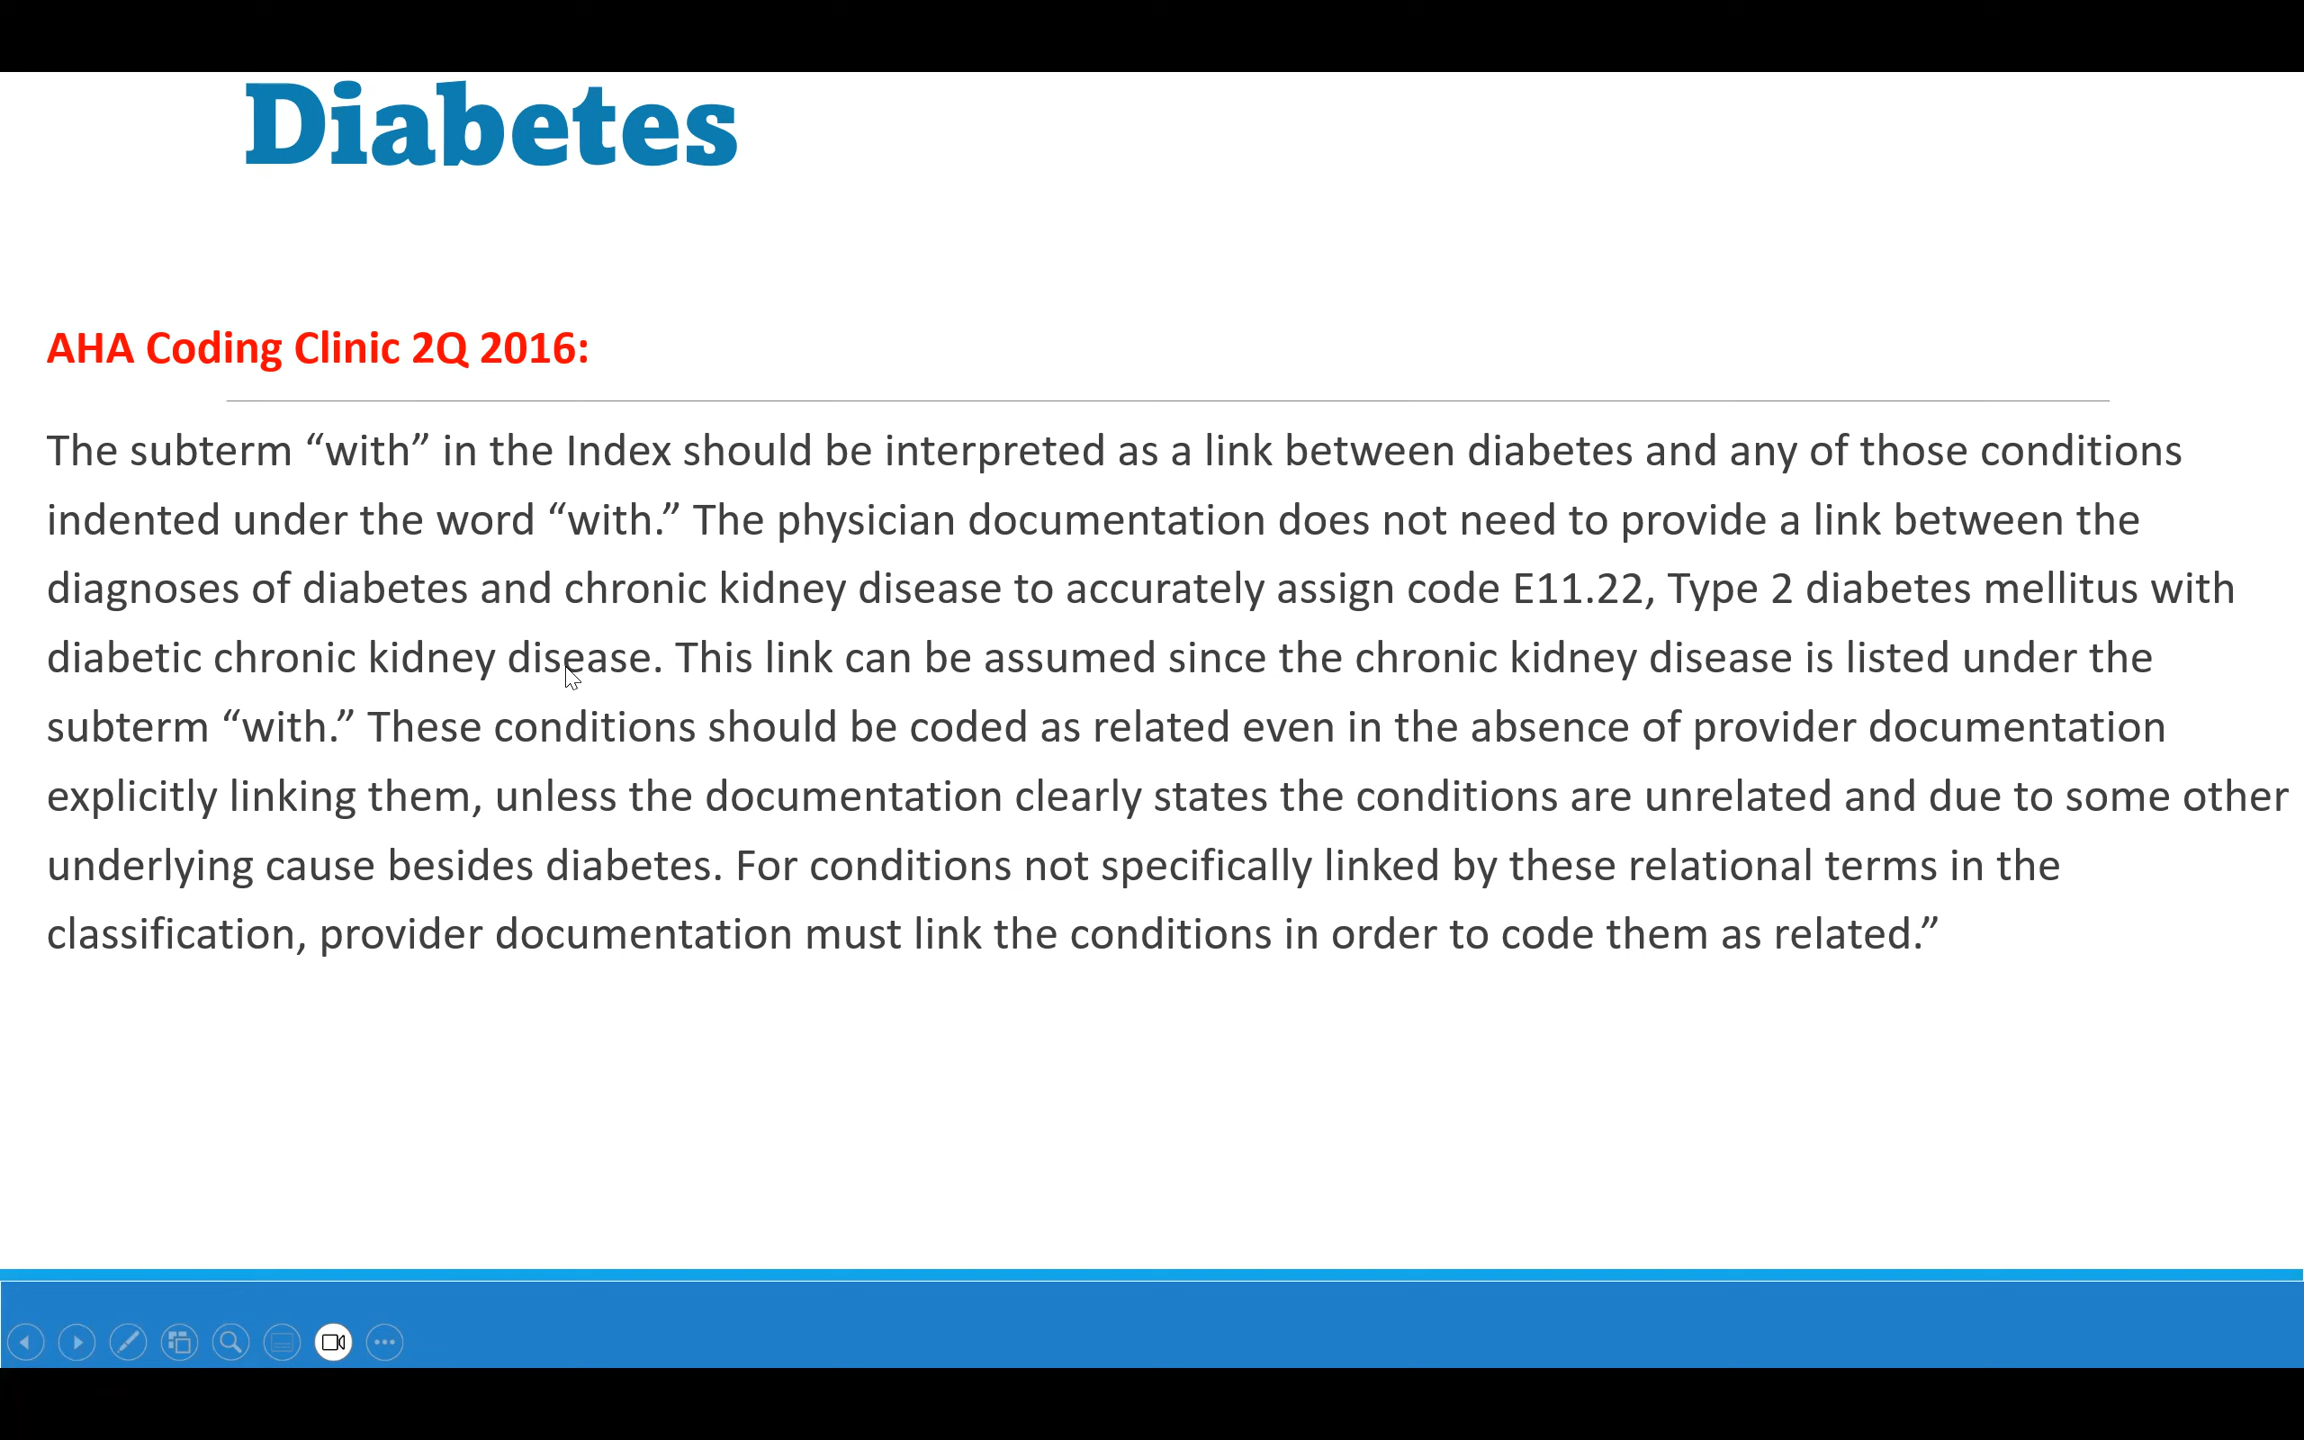 Diabetes
AHA Coding Clinic 2Q 2016:
The subterm “with” in the Index should be interpreted as a link between diabetes and any of those conditions
indented under the word “with.” The physician documentation does not need to provide a link between the
diagnoses of diabetes and chronic kidney disease to accurately assign code E11.22, Type 2 diabetes mellitus with
diabetic chronic kidney disease. This link can be assumed since the chronic kidney disease is listed under the
subterm “with.” These conditions should be coded as related even in the absence of provider documentation
explicitly linking them, unless the documentation clearly states the conditions are unrelated and due to some other
underlying cause besides diabetes. For conditions not specifically linked by these relational terms in the
classification, provider documentation must link the conditions in order to code them as related.”